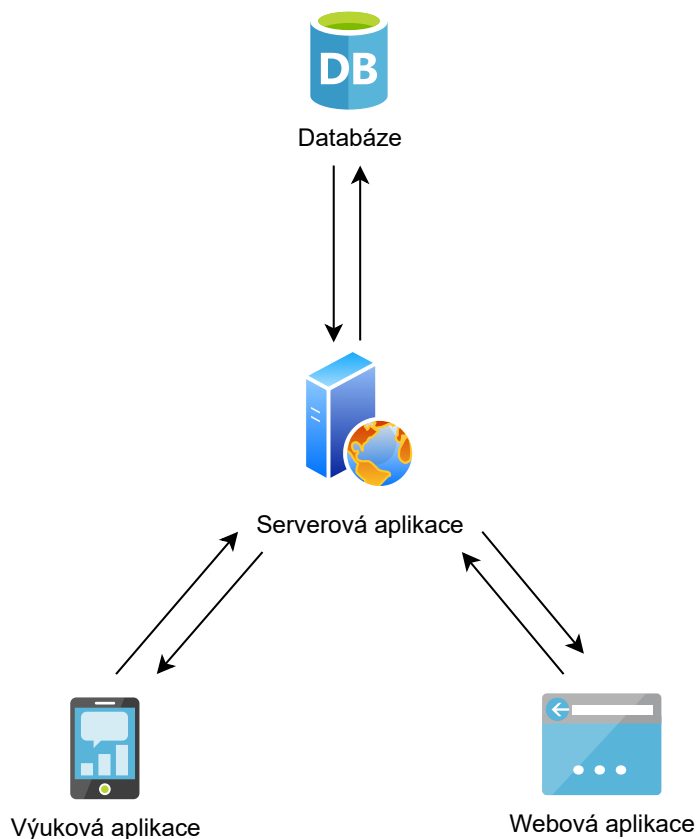 DB
Databáze
Serverová aplikace
Výuková aplikace
Webová aplikace